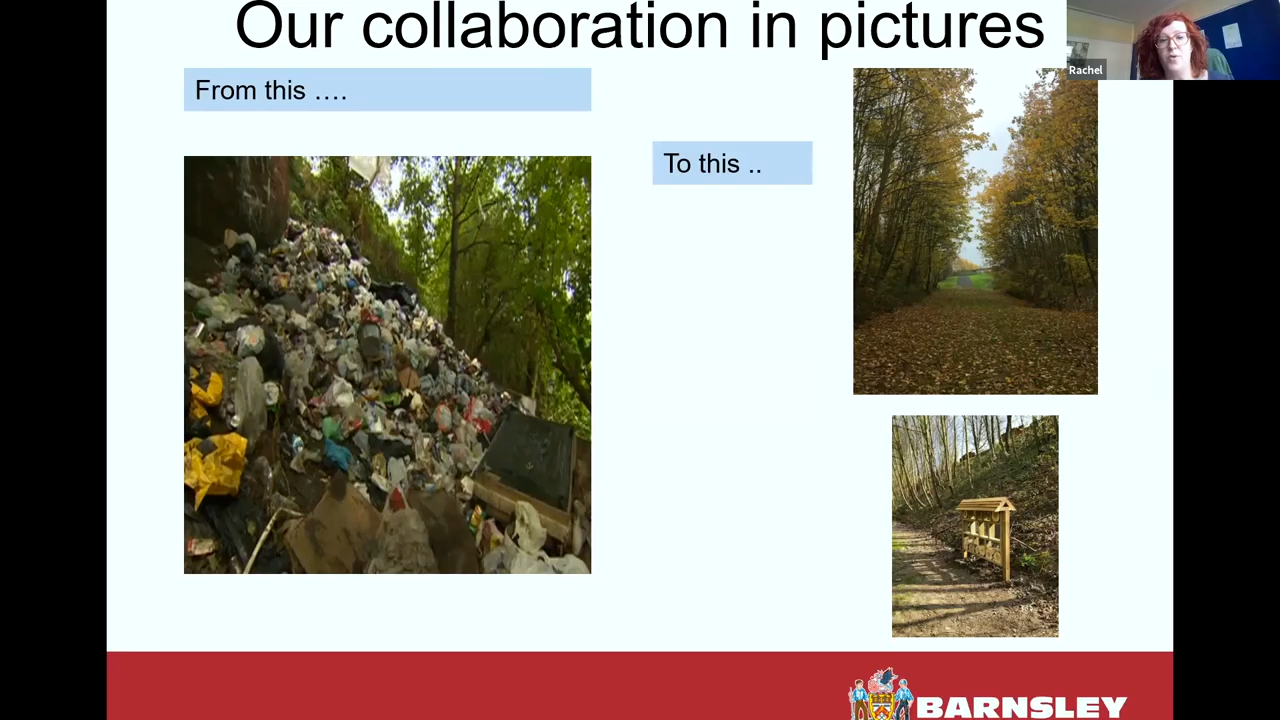 Our collaboration in pictures
Rachel
From this ….
To this ..
BARNSLEY